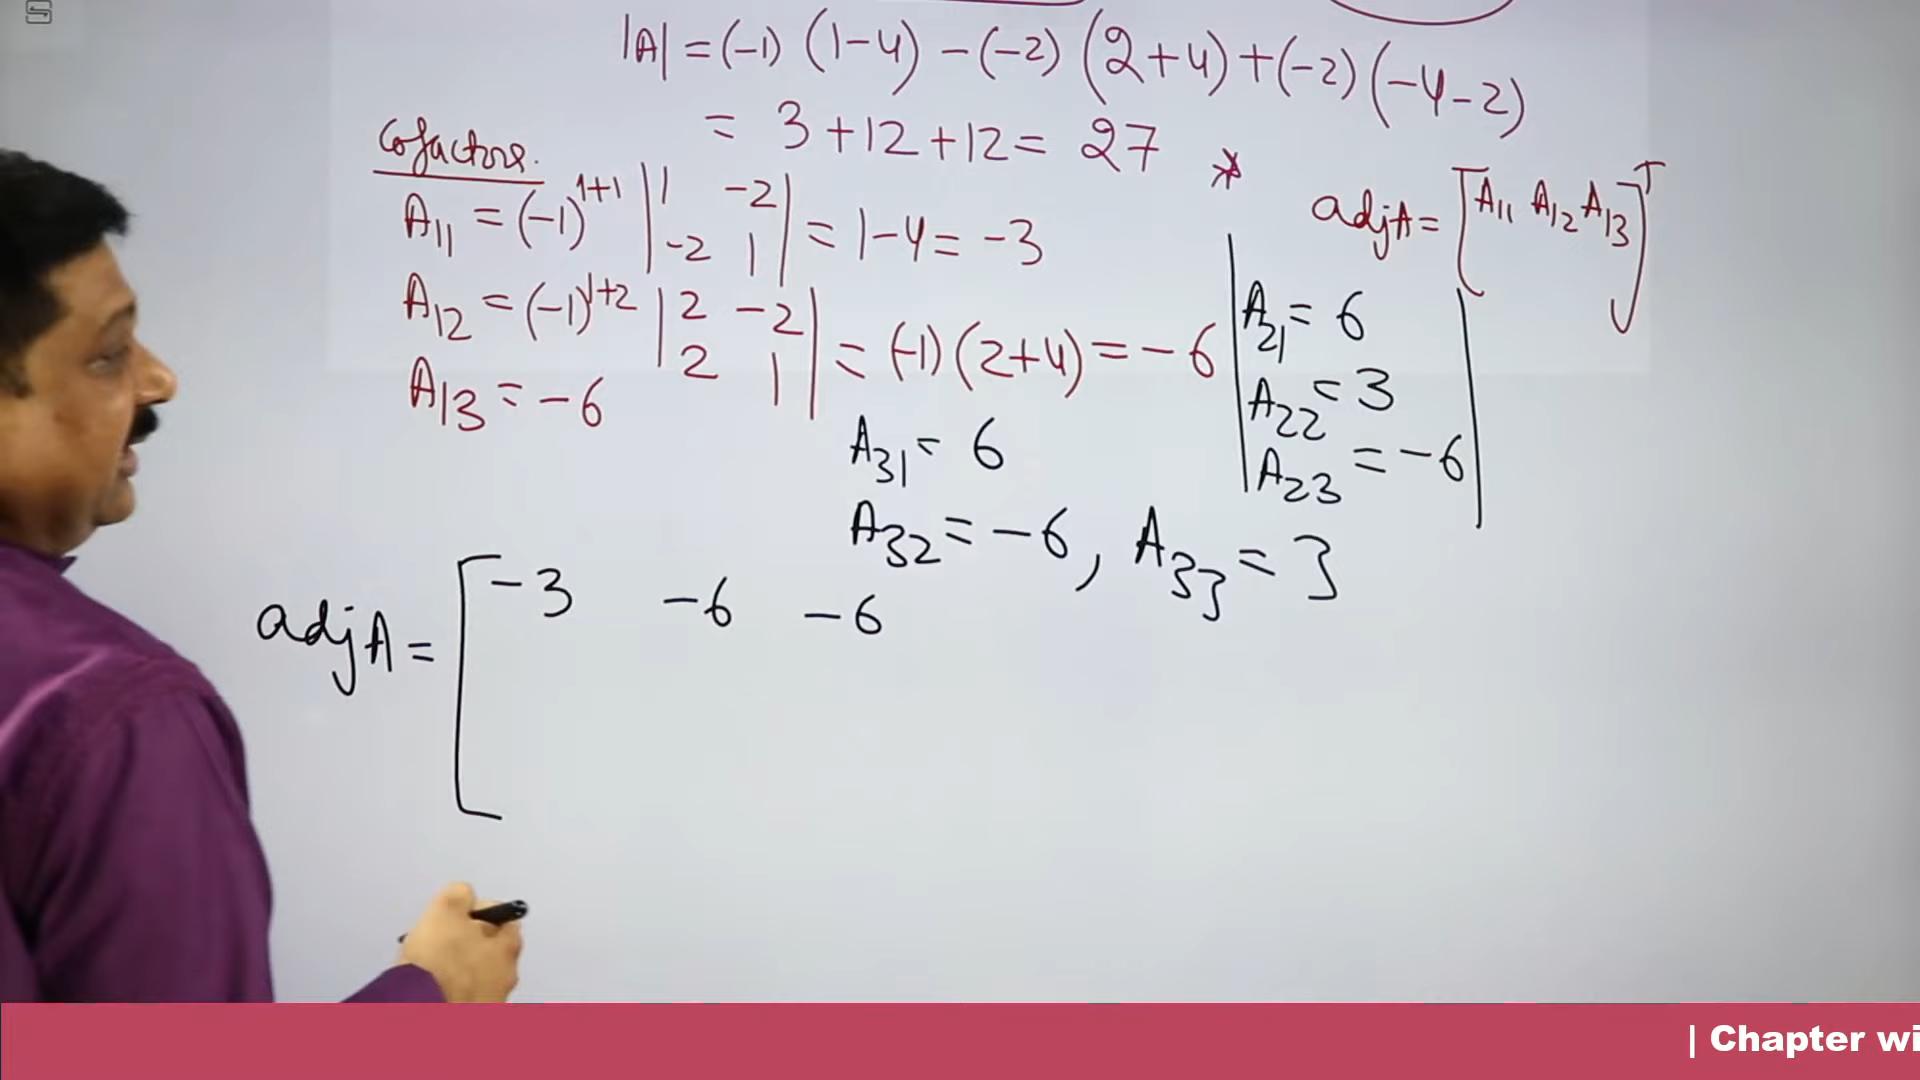 |A| = (-1) (1-4) - (-2) (2+4) + (-2) (-4-2)
= 3+12+12 = 27 *
Cofactors.
A11 = (-1)^1+1 | 1 -2 | = 1-4 = -3
-2 1
adjA = [A11 A12 A13]^T
A12 = (-1)^1+2 | 2 -2 | = (-1)(2+4) = -6
2 1
A13 = -6
A21 = 6
A22 = 3
A23 = -6
A31 = 6
A32 = -6, A33 = 3
adjA = [ -3 -6 -6
| Chapter wi